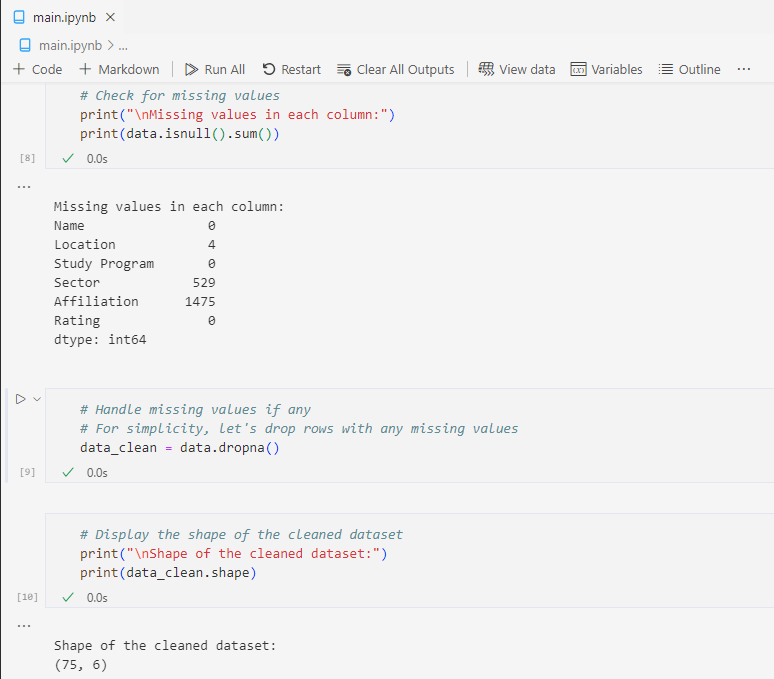 main.ipynb
main.ipynb > ...
+ Code + Markdown Run All Restart Clear All Outputs View data Variables Outline ...
# Check for missing values
print("\nMissing values in each column:")
print(data.isnull().sum())
[8] 0.0s
...
Missing values in each column:
Name 0
Location 4
Study Program 0
Sector 529
Affiliation 1475
Rating 0
dtype: int64
# Handle missing values if any
# For simplicity, let's drop rows with any missing values
data_clean = data.dropna()
[9] 0.0s
# Display the shape of the cleaned dataset
print("\nShape of the cleaned dataset:")
print(data_clean.shape)
[10] 0.0s
...
Shape of the cleaned dataset:
(75, 6)